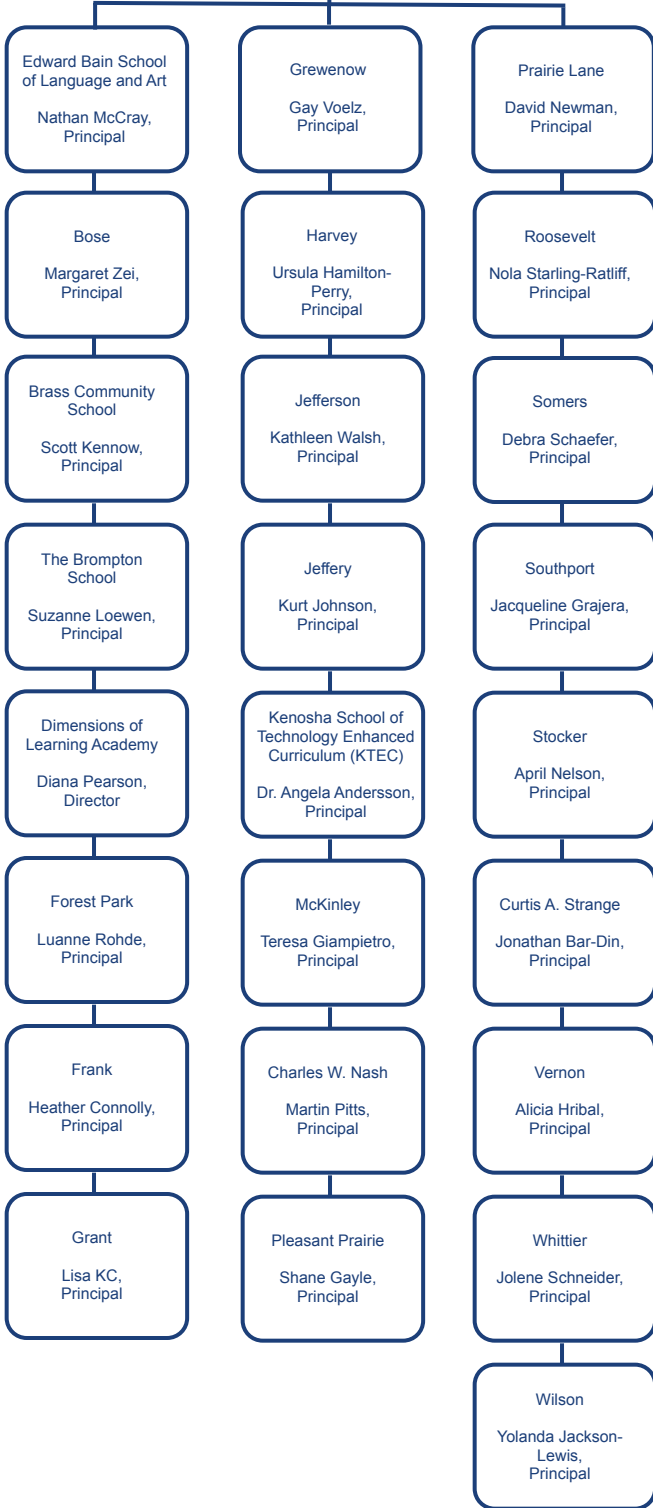 Edward Bain School
of Language and Art
Nathan McCray,
Principal
Bose
Margaret Zei,
Principal
Brass Community
School
Scott Kennow,
Principal
The Brompton
School
Suzanne Loewen,
Principal
Dimensions of
Learning Academy
Diana Pearson,
Director
Forest Park
Luanne Rohde,
Principal
Frank
Heather Connolly,
Principal
Grant
Lisa KC,
Principal
Grewenow
Gay Voelz,
Principal
Harvey
Ursula Hamilton-
Perry,
Principal
Jefferson
Kathleen Walsh,
Principal
Jeffery
Kurt Johnson,
Principal
Kenosha School of
Technology Enhanced
Curriculum (KTEC)
Dr. Angela Andersson,
Principal
McKinley
Teresa Giampietro,
Principal
Charles W. Nash
Martin Pitts,
Principal
Pleasant Prairie
Shane Gayle,
Principal
Prairie Lane
David Newman,
Principal
Roosevelt
Nola Starling-Ratliff,
Principal
Somers
Debra Schaefer,
Principal
Southport
Jacqueline Grajera,
Principal
Stocker
April Nelson,
Principal
Curtis A. Strange
Jonathan Bar-Din,
Principal
Vernon
Alicia Hribal,
Principal
Whittier
Jolene Schneider,
Principal
Wilson
Yolanda Jackson-
Lewis,
Principal